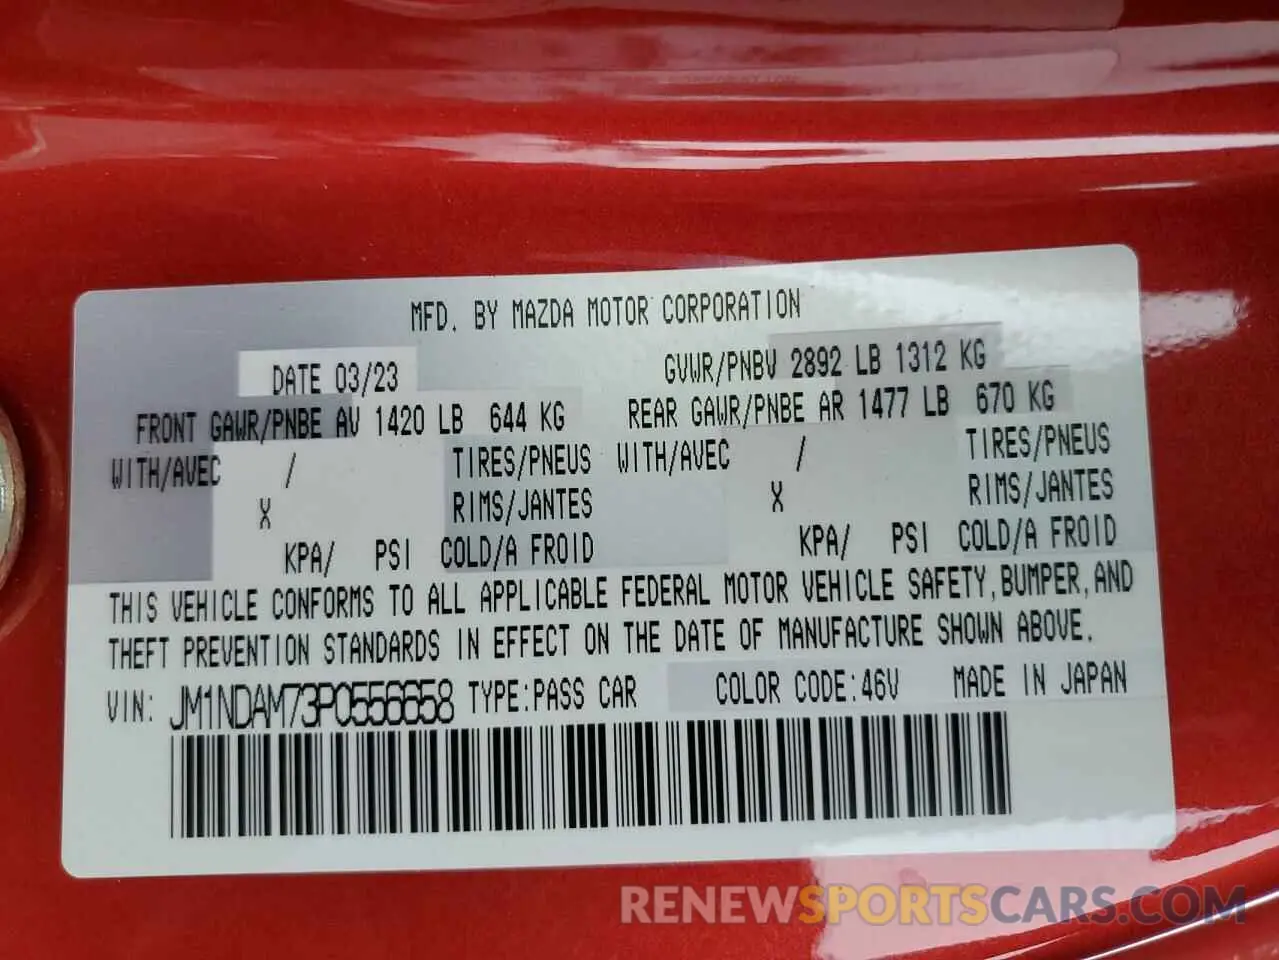 MFD. BY MAZDA MOTOR CORPORATION
DATE 03/23 GVWR/PNBV 2892 LB 1312 KG
FRONT GAWR/PNBE AV 1420 LB 644 KG REAR GAWR/PNBE AR 1477 LB 670 KG
WITH/AVEC / TIRES/PNEUS WITH/AVEC / TIRES/PNEUS
X RIMS/JANTES X RIMS/JANTES
KPA/ PSI COLD/A FROID KPA/ PSI COLD/A FROID
THIS VEHICLE CONFORMS TO ALL APPLICABLE FEDERAL MOTOR VEHICLE SAFETY, BUMPER, AND
THEFT PREVENTION STANDARDS IN EFFECT ON THE DATE OF MANUFACTURE SHOWN ABOVE.
VIN: JM1NDAM73P0556658 TYPE:PASS CAR COLOR CODE:46V MADE IN JAPAN
RENEWSPORTSCARS.COM